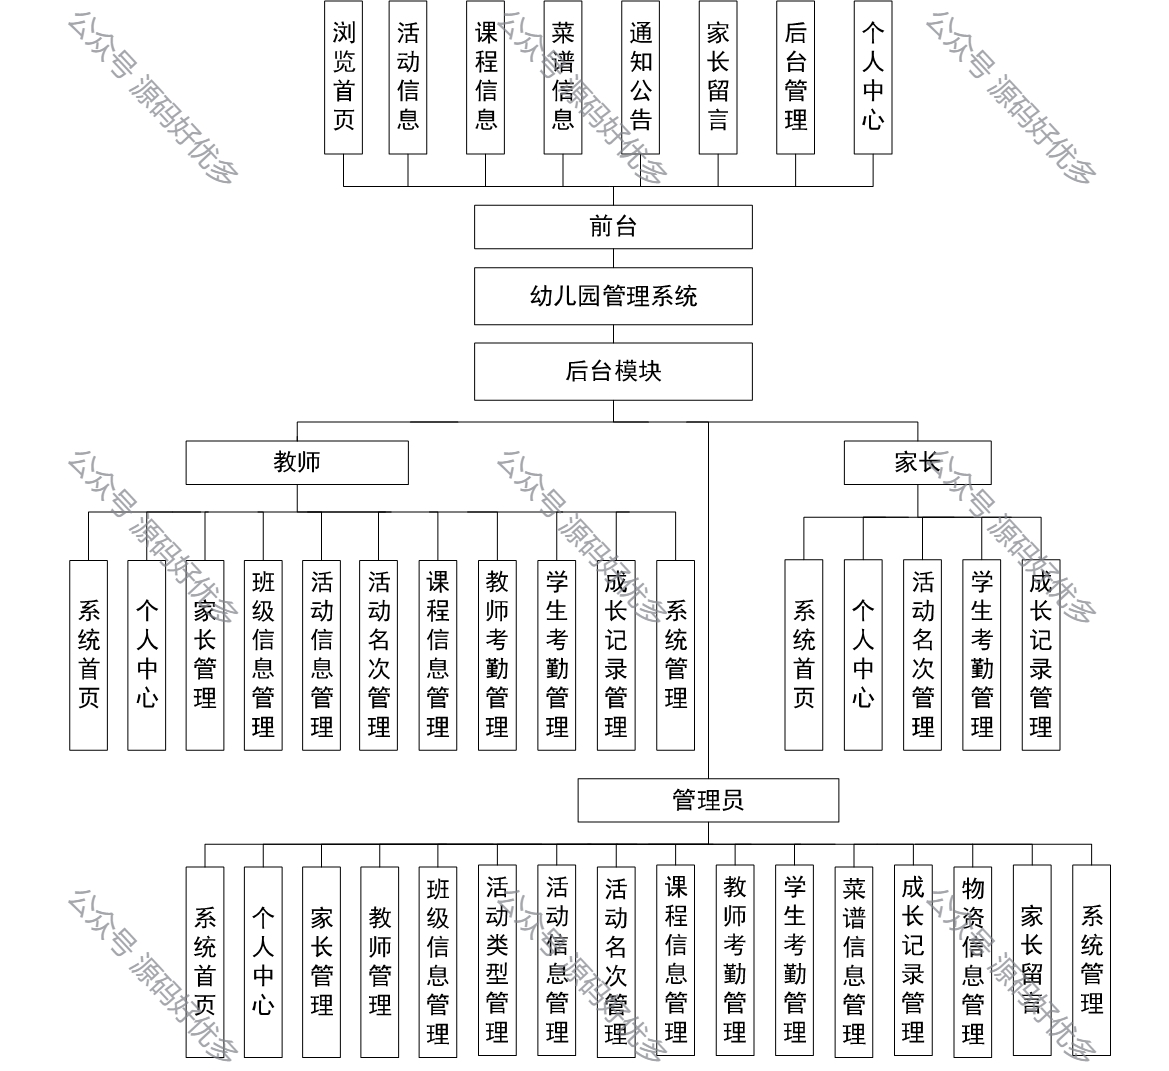 浏览首页
活动信息
课程信息
菜谱信息
通知公告
家长留言
后台管理
个人中心
前台
幼儿园管理系统
后台模块
教师
家长
系统首页
个人中心
家长管理
班级信息管理
活动信息管理
活动名次管理
课程信息管理
教师考勤管理
学生考勤管理
成长记录管理
系统管理
系统首页
个人中心
活动名次管理
学生考勤管理
成长记录管理
管理员
系统首页
个人中心
家长管理
教师管理
班级信息管理
活动类型管理
活动信息管理
活动名次管理
课程信息管理
教师考勤管理
学生考勤管理
菜谱信息管理
成长记录管理
物资信息管理
家长留言
系统管理
公众号 源码好优多
公众号 源码好优多
公众号 源码好优多
公众号 源码好优多
公众号 源码好优多
公众号 源码好优多
公众号 源码好优多
公众号 源码好优多
公众号 源码好优多